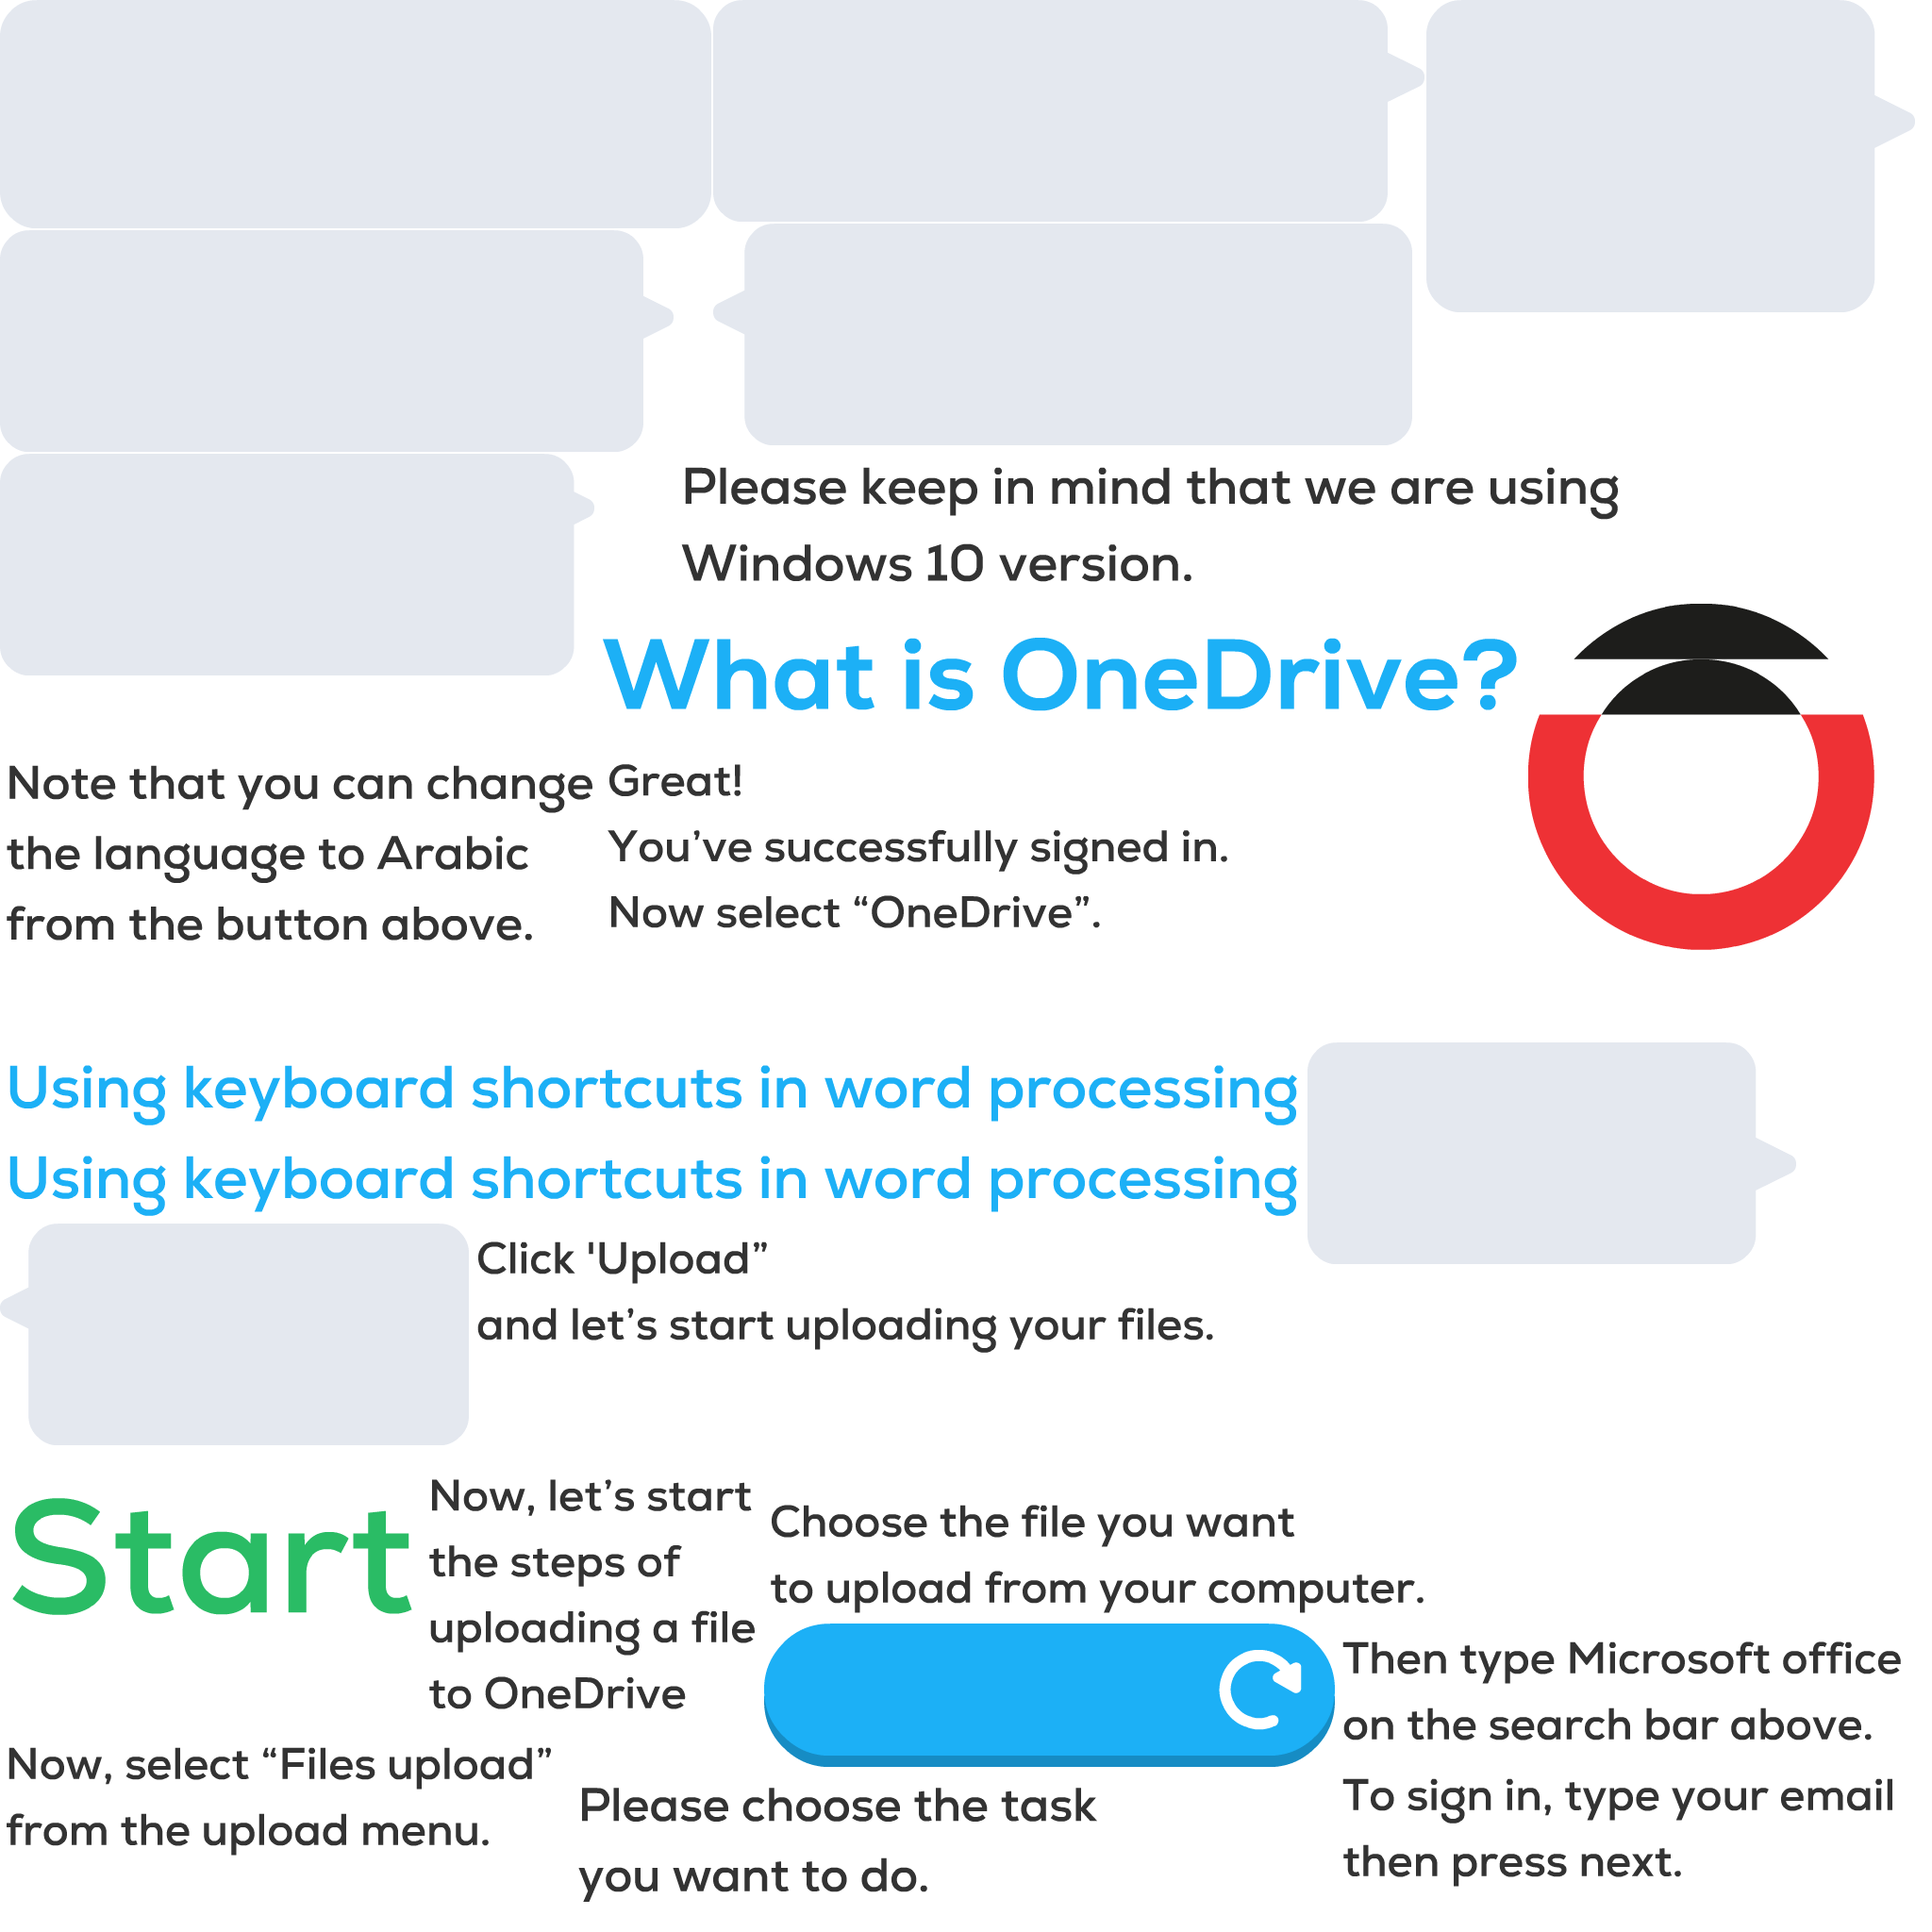 Please keep in mind that we are using
Windows 10 version.
What is OneDrive?
Note that you can change
the language to Arabic
from the button above.
Great!
You’ve successfully signed in.
Now select “OneDrive”.
Using keyboard shortcuts in word processing
Using keyboard shortcuts in word processing
Click 'Upload”
and let’s start uploading your files.
Start
Now, let’s start
the steps of
uploading a file
to OneDrive
Choose the file you want
to upload from your computer.
Then type Microsoft office
on the search bar above.
Now, select “Files upload”
from the upload menu.
Please choose the task
you want to do.
To sign in, type your email
then press next.